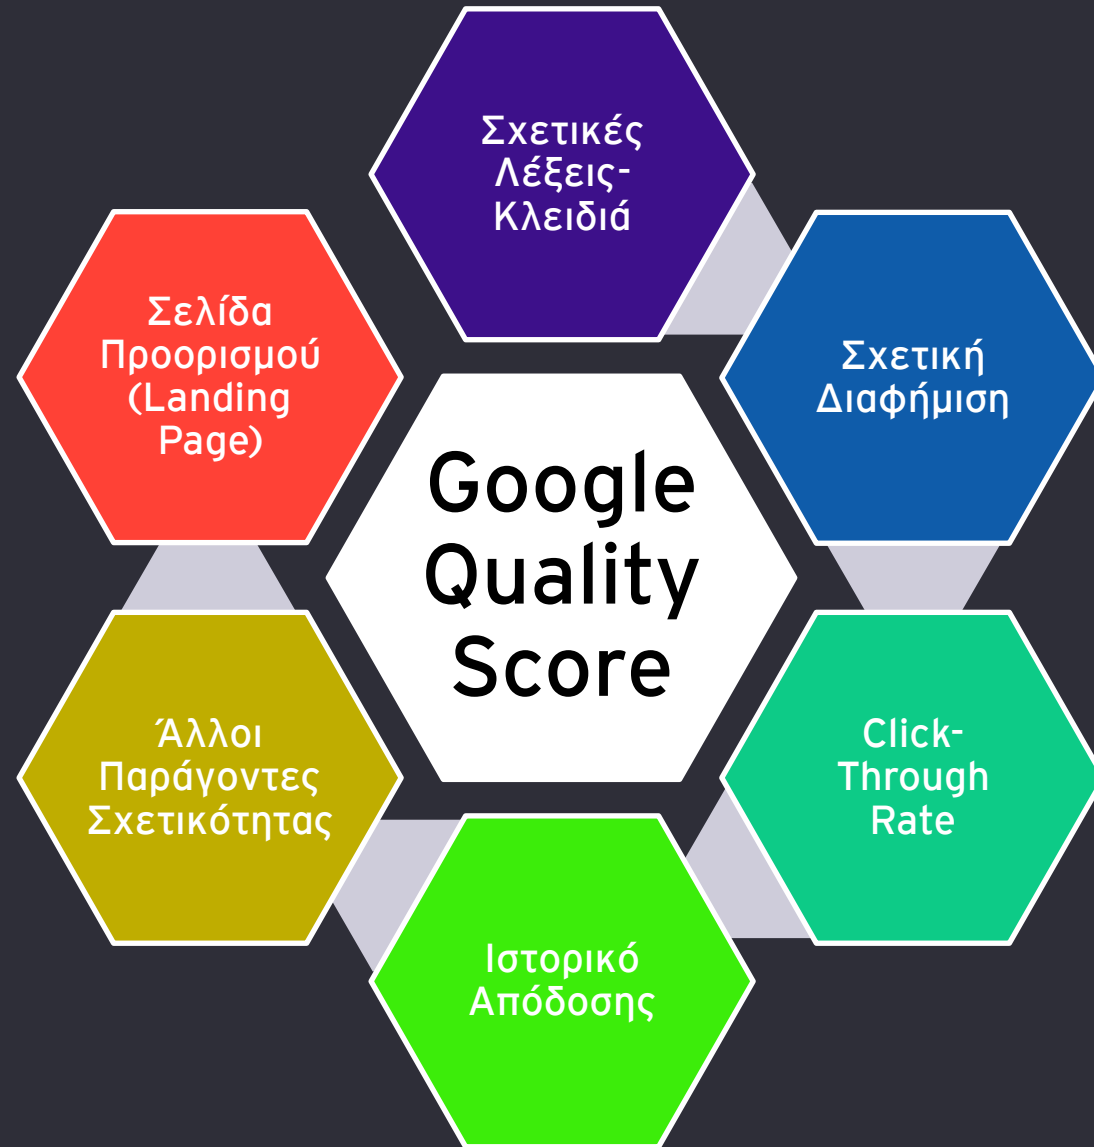 Σχετικές
Λέξεις-
Κλειδιά
Σχετική
Διαφήμιση
Click-
Through
Rate
Ιστορικό
Απόδοσης
Άλλοι
Παράγοντες
Σχετικότητας
Σελίδα
Προορισμού
(Landing
Page)
Google
Quality
Score